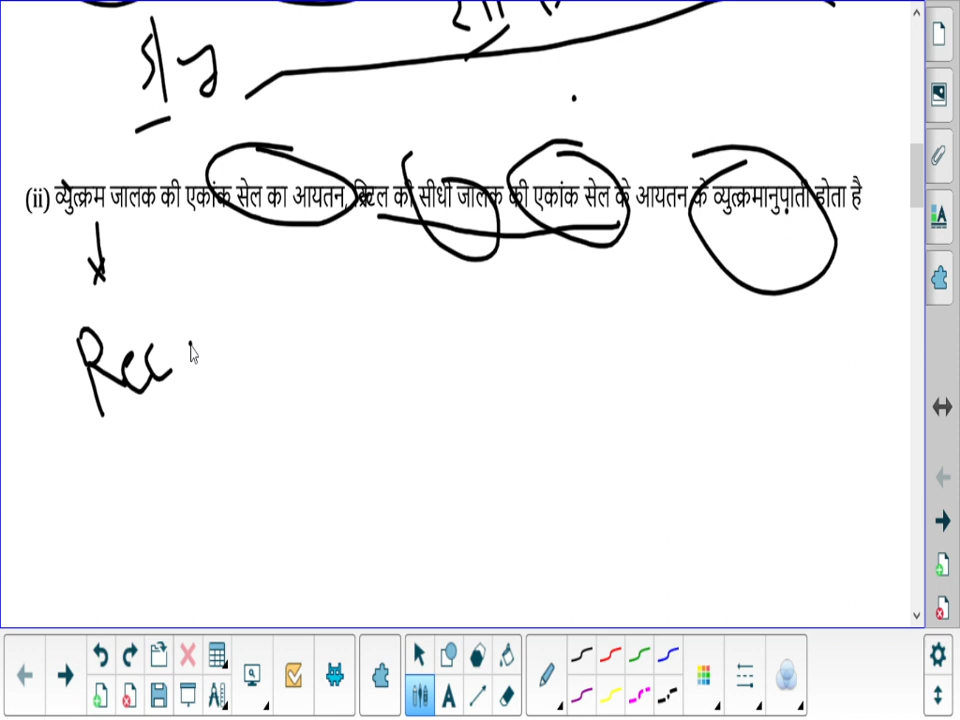 (ii) व्युत्क्रम जालक की एकांक सेल का आयतन, क्रिटल की सीधी जालक की एकांक सेल के आयतन के व्युत्क्रमानुपाती होता है
Rec